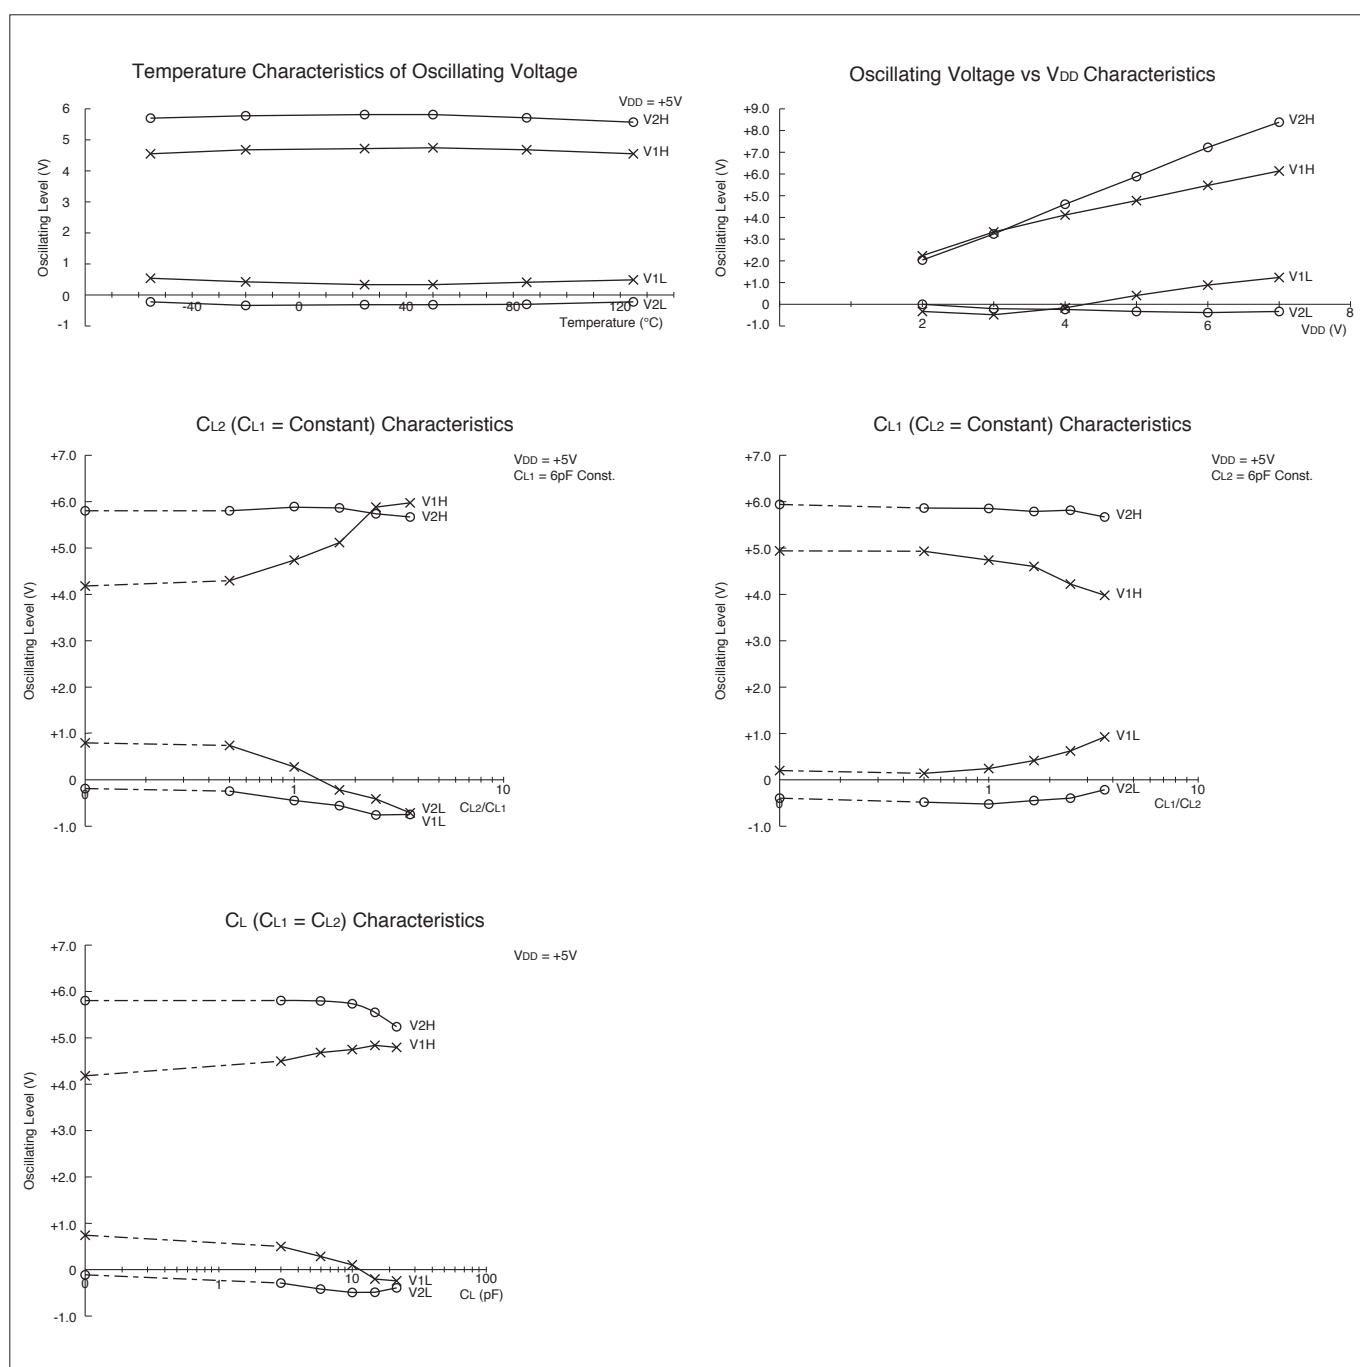 Temperature Characteristics of Oscillating Voltage
VDD = +5V
Oscillating Level (V)
6
5
4
3
2
1
0
-1
-40
0
40
80
120
Temperature (°C)
V2H
V1H
V1L
V2L
Oscillating Voltage vs VDD Characteristics
Oscillating Level (V)
+9.0
+8.0
+7.0
+6.0
+5.0
+4.0
+3.0
+2.0
+1.0
0
-1.0
2
4
6
8
VDD (V)
V2H
V1H
V1L
V2L
CL2 (CL1 = Constant) Characteristics
VDD = +5V
CL1 = 6pF Const.
Oscillating Level (V)
+7.0
+6.0
+5.0
+4.0
+3.0
+2.0
+1.0
0
-1.0
0
1
10
CL2/CL1
V1H
V2H
V2L
V1L
CL1 (CL2 = Constant) Characteristics
VDD = +5V
CL2 = 6pF Const.
Oscillating Level (V)
+7.0
+6.0
+5.0
+4.0
+3.0
+2.0
+1.0
0
-1.0
0
1
10
CL1/CL2
V2H
V1H
V1L
V2L
CL (CL1 = CL2) Characteristics
VDD = +5V
Oscillating Level (V)
+7.0
+6.0
+5.0
+4.0
+3.0
+2.0
+1.0
0
-1.0
0
1
10
100
CL (pF)
V2H
V1H
V1L
V2L